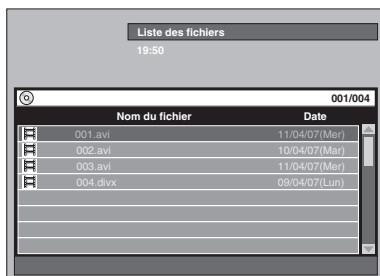 Liste des fichiers
19:50
001/004
Nom du fichier Date
001.avi 11/04/07(Mer)
002.avi 10/04/07(Mar)
003.avi 11/04/07(Mer)
004.divx 09/04/07(Lun)